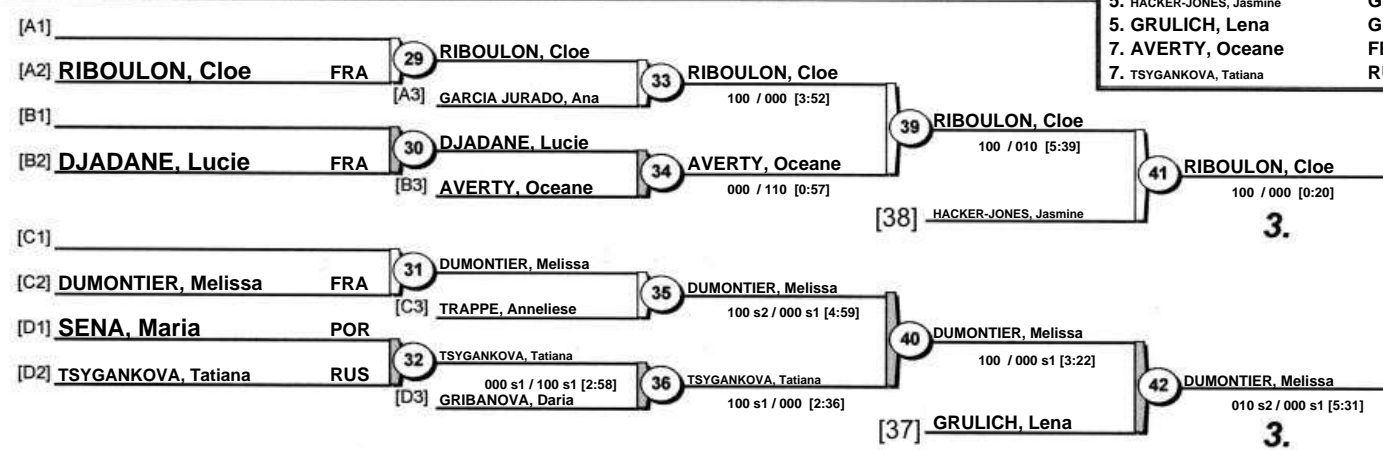 5. HACKER-JONES, Jasmine G
5. GRULICH, Lena G
7. AVERTY, Oceane F
7. TSYGANKOVA, Tatiana RU
[A1]
[A2] RIBOULON, Cloe FRA
29
RIBOULON, Cloe
[A3] GARCIA JURADO, Ana
33
RIBOULON, Cloe
100 / 000 [3:52]
[B1]
[B2] DJADANE, Lucie FRA
30
DJADANE, Lucie
[B3] AVERTY, Oceane
34
AVERTY, Oceane
000 / 110 [0:57]
39
RIBOULON, Cloe
100 / 010 [5:39]
[38] HACKER-JONES, Jasmine
41
RIBOULON, Cloe
100 / 000 [0:20]
3.
[C1]
[C2] DUMONTIER, Melissa FRA
31
DUMONTIER, Melissa
[C3] TRAPPE, Anneliese
35
DUMONTIER, Melissa
100 s2 / 000 s1 [4:59]
[D1] SENA, Maria POR
[D2] TSYGANKOVA, Tatiana RUS
32
TSYGANKOVA, Tatiana
000 s1 / 100 s1 [2:58]
[D3] GRIBANOVA, Daria
36
TSYGANKOVA, Tatiana
100 s1 / 000 [2:36]
40
DUMONTIER, Melissa
100 / 000 s1 [3:22]
[37] GRULICH, Lena
42
DUMONTIER, Melissa
010 s2 / 000 s1 [5:31]
3.